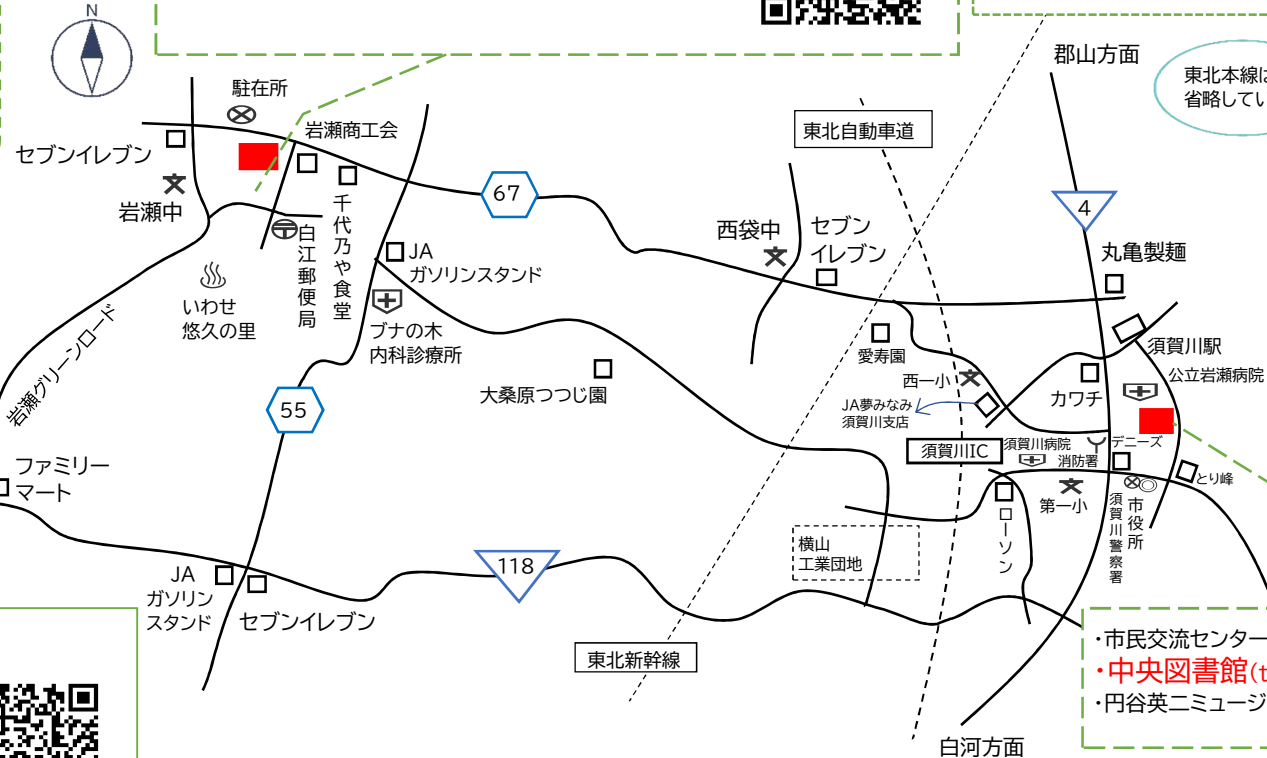 N
郡山方面
東北本線は
省略してい
駐在所
岩瀬商工会
東北自動車道
セブンイレブン
67
4
岩瀬中
千代乃や食堂
西袋中
セブン
イレブン
白江郵便局
JA
ガソリンスタンド
丸亀製麺
いわせ
悠久の里
ブナの木
内科診療所
愛寿園
須賀川駅
岩瀬グリーンロード
大桑原つつじ園
西一小
公立岩瀬病院
カワチ
55
JA夢みなみ
須賀川支店
須賀川IC
須賀川病院
消防署
デニーズ
ファミリー
マート
第一小
とり峰
ローソン
須賀川警察署
市役所
横山
工業団地
118
JA
ガソリン
スタンド
セブンイレブン
東北新幹線
・市民交流センター
・中央図書館(t
・円谷英二ミュージ
白河方面